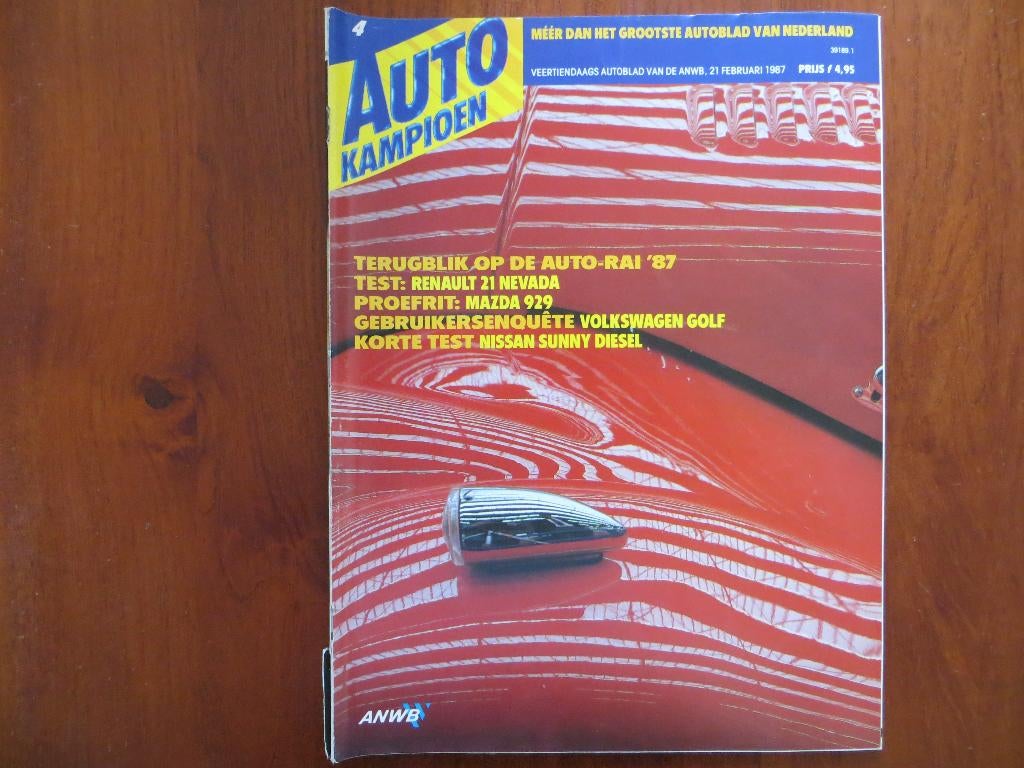 4
AUTO
KAMPIOEN
MÉÉR DAN HET GROOTSTE AUTOBLAD VAN NEDERLAND
39189.1
VEERTIENDAAGS AUTOBLAD VAN DE ANWB, 21 FEBRUARI 1987 PRIJS f 4,95
TERUGBLIK OP DE AUTO-RAI '87
TEST: RENAULT 21 NEVADA
PROEFRIT: MAZDA 929
GEBRUIKERSENQUÊTE VOLKSWAGEN GOLF
KORTE TEST NISSAN SUNNY DIESEL
ANWB